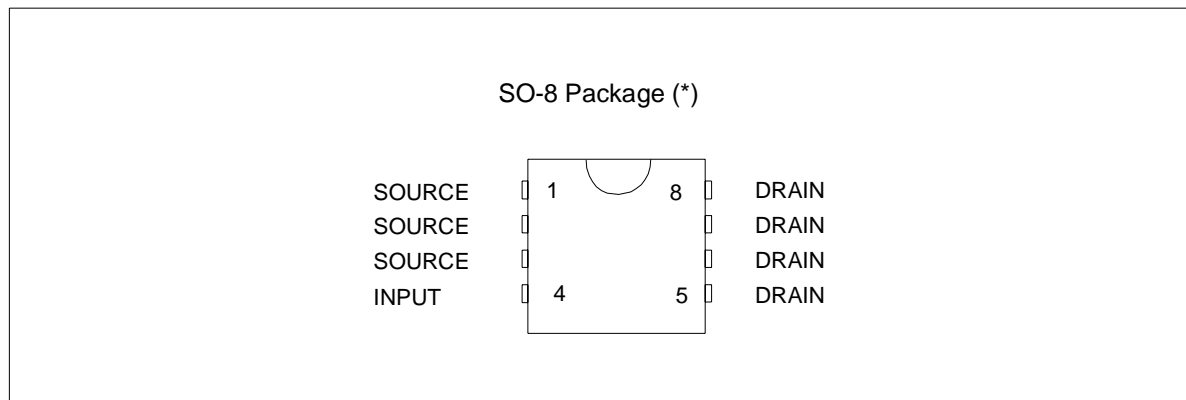 SO-8 Package (*)
SOURCE 1 8 DRAIN
SOURCE DRAIN
SOURCE DRAIN
INPUT 4 5 DRAIN